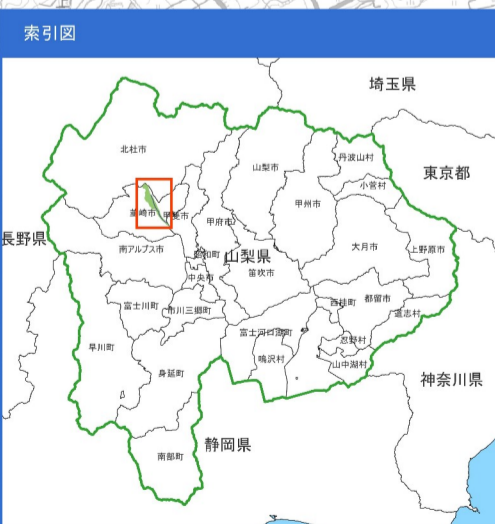 索引図
埼玉県
北杜市
丹波山村
山梨市
東京都
小菅村
甲州市
韮崎市
甲斐市
甲府市
長野県
南アルプス市
大月市
上野原市
昭和町
山梨県
笛吹市
中央市
富士川町
市川三郷町
西桂町
都留市
道志村
富士河口湖町
忍野村
早川町
鳴沢村
山中湖村
身延町
神奈川県
静岡県
南部町